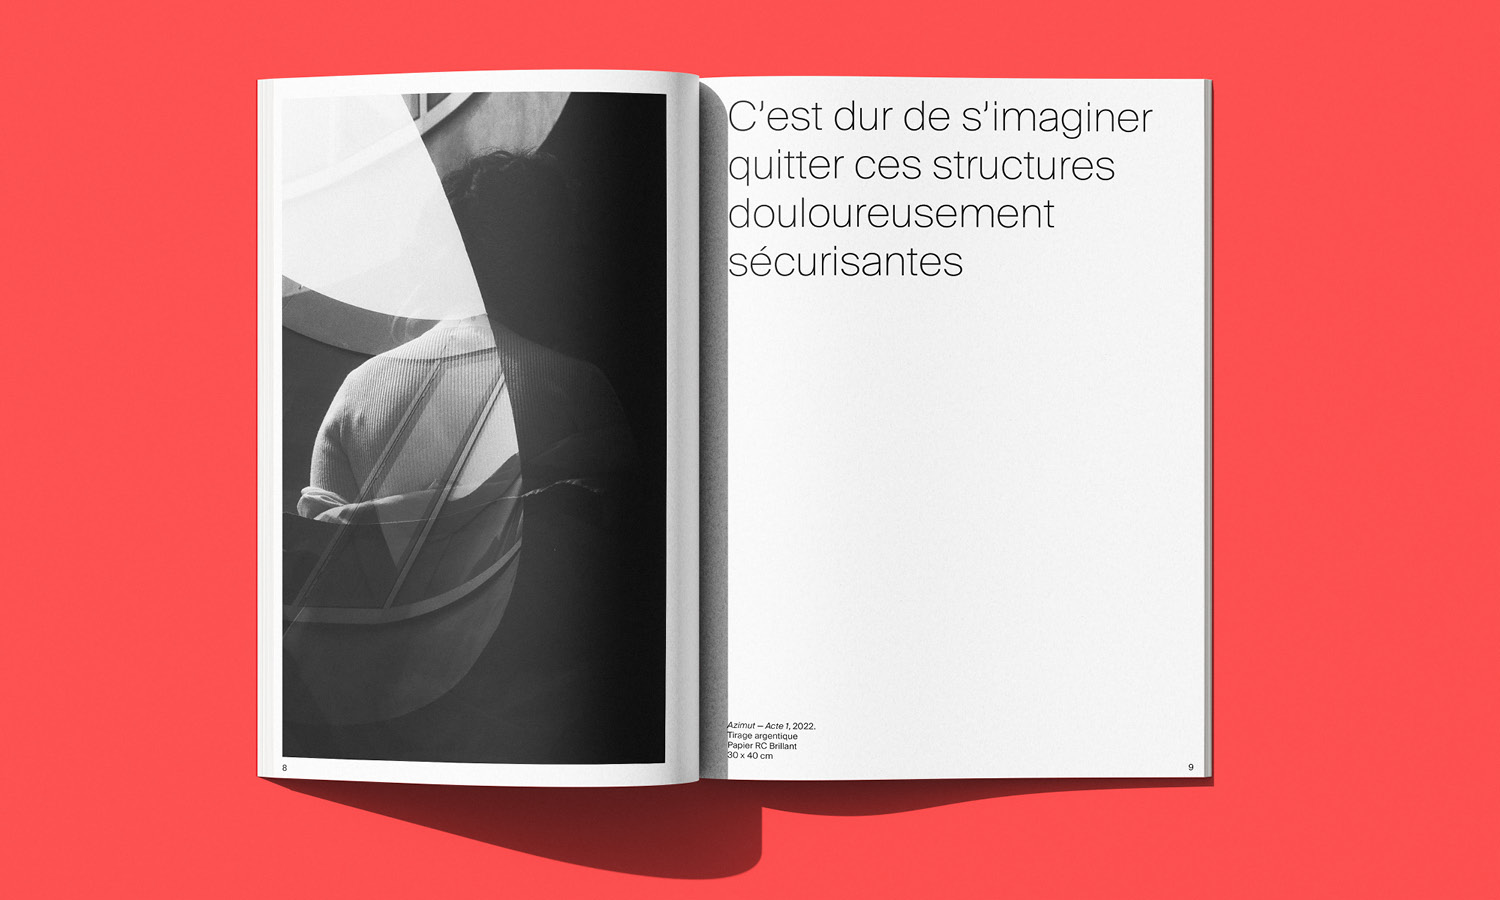 8
C'est dur de s'imaginer
quitter ces structures
douloureusement
sécurisantes
Azimut — Acte 1, 2022.
Tirage argentique
Papier RC Brillant
30 x 40 cm
9